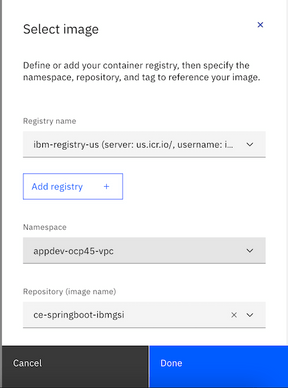 Select image
Define or add your container registry, then specify the
namespace, repository, and tag to reference your image.
Registry name
ibm-registry-us (server: us.icr.io/, username: i...
Add registry +
Namespace
appdev-ocp45-vpc
Repository (image name)
ce-springboot-ibmgsi
Cancel
Done